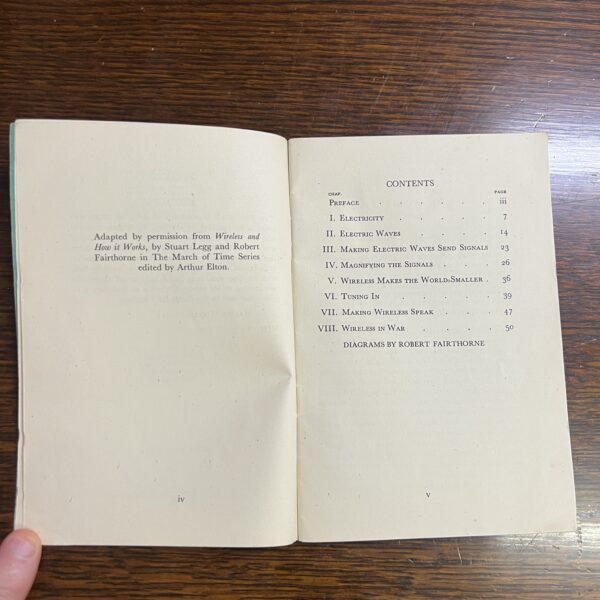 Adapted by permission from Wireless and
How it Works, by Stuart Legg and Robert
Fairthorne in The March of Time Series
edited by Arthur Elton.
iv
CONTENTS
CHAP. PAGE
PREFACE . . . . . . iii
I. ELECTRICITY . . . . . 7
II. ELECTRIC WAVES . . . . 14
III. MAKING ELECTRIC WAVES SEND SIGNALS 23
IV. MAGNIFYING THE SIGNALS . . . 26
V. WIRELESS MAKES THE WORLD SMALLER . 36
VI. TUNING IN . . . . . 39
VII. MAKING WIRELESS SPEAK . . . 47
VIII. WIRELESS IN WAR . . . . 50
DIAGRAMS BY ROBERT FAIRTHORNE
v